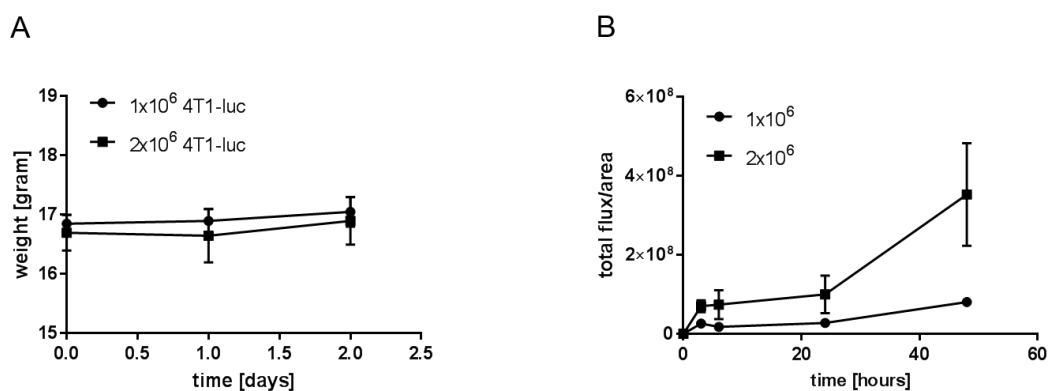 A
19
18
17
16
15
weight [gram]
1x10⁶ 4T1-luc
2x10⁶ 4T1-luc
0.0 0.5 1.0 1.5 2.0 2.5
time [days]
B
6×10⁸
4×10⁸
2×10⁸
0
total flux/area
1x10⁶
2x10⁶
0 20 40 60
time [hours]